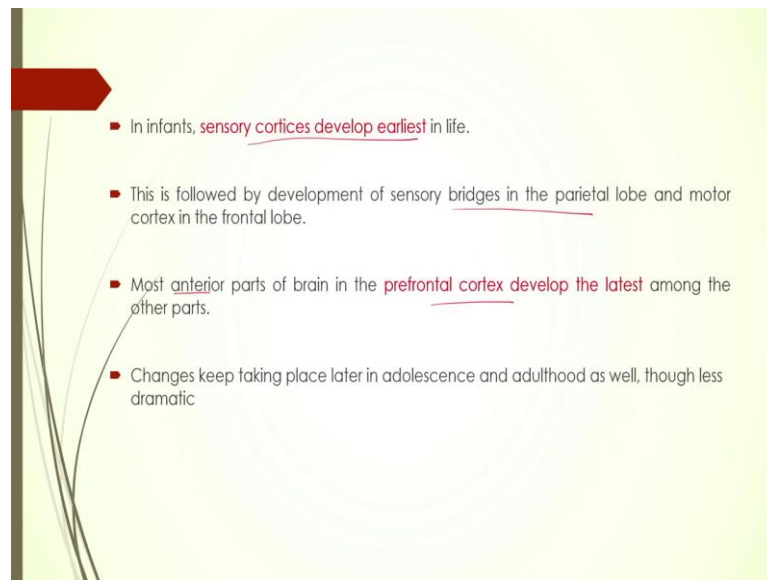 In infants, sensory cortices develop earliest in life.
This is followed by development of sensory bridges in the parietal lobe and motor
cortex in the frontal lobe.
Most anterior parts of brain in the prefrontal cortex develop the latest among the
other parts.
Changes keep taking place later in adolescence and adulthood as well, though less
dramatic